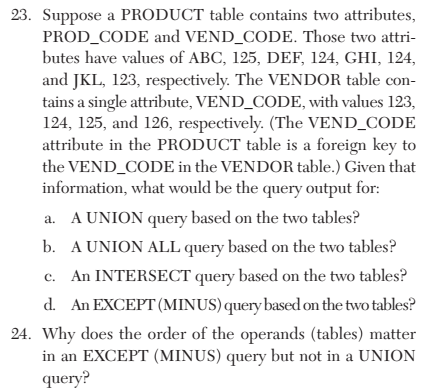 23. Suppose a PRODUCT table contains two attributes,
PROD_CODE and VEND_CODE. Those two attri-
butes have values of ABC, 125, DEF, 124, GHI, 124,
and JKL, 123, respectively. The VENDOR table con-
tains a single attribute, VEND_CODE, with values 123,
124, 125, and 126, respectively. (The VEND_CODE
attribute in the PRODUCT table is a foreign key to
the VEND_CODE in the VENDOR table.) Given that
information, what would be the query output for:
a. A UNION query based on the two tables?
b. A UNION ALL query based on the two tables?
c. An INTERSECT query based on the two tables?
d. An EXCEPT (MINUS) query based on the two tables?
24. Why does the order of the operands (tables) matter
in an EXCEPT (MINUS) query but not in a UNION
query?